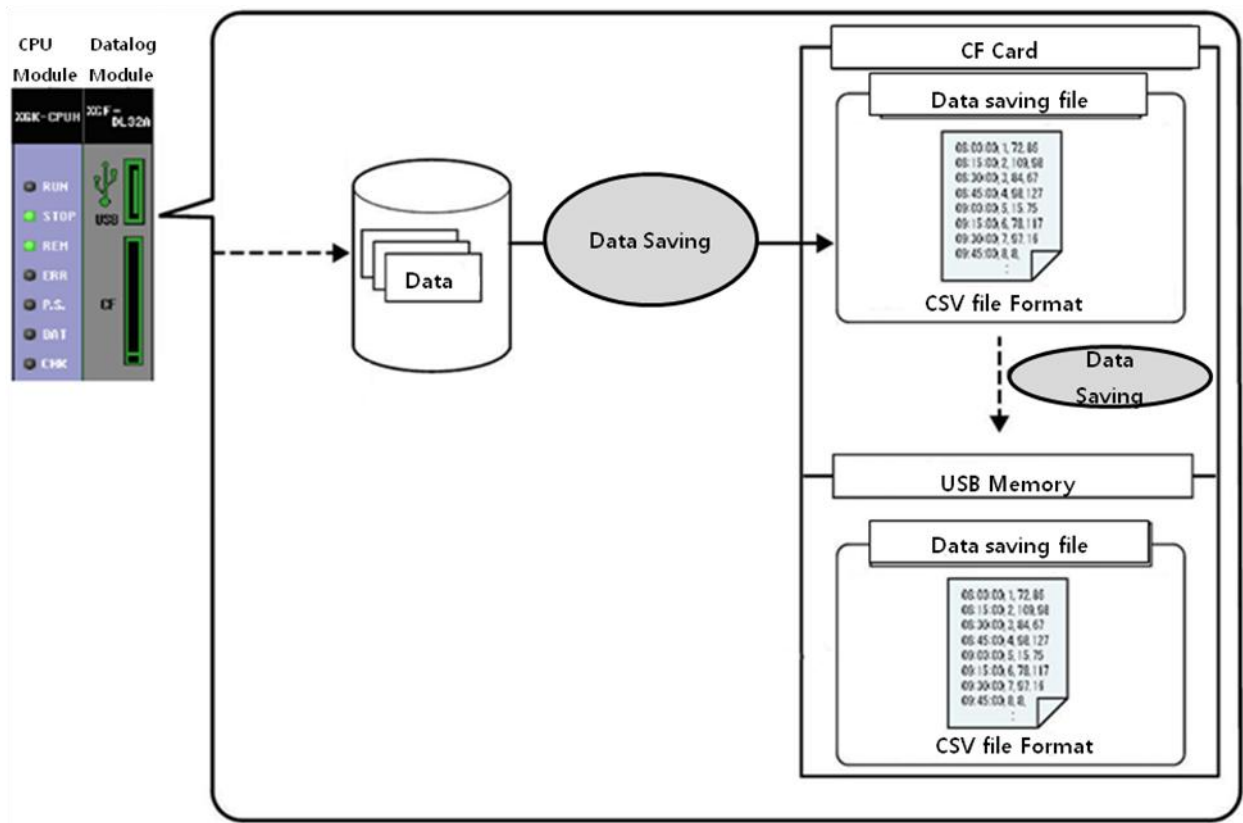 CPU Datalog
Module Module
XGK-CPUH XGF-
DL32A
RUN
STOP
REM
ERR
P.S.
BAT
CHK
USB
CF
Data
Data Saving
CF Card
Data saving file
08:00:00, 1, 72, 86
08:15:00, 2, 109, 98
08:30:00, 3, 84, 67
08:45:00, 4, 98, 127
09:00:00, 5, 15, 75
09:15:00, 6, 78, 117
09:30:00, 7, 97, 16
09:45:00, 8, 8,
:
CSV file Format
Data
Saving
USB Memory
Data saving file
08:00:00, 1, 72, 86
08:15:00, 2, 109, 98
08:30:00, 3, 84, 67
08:45:00, 4, 98, 127
09:00:00, 5, 15, 75
09:15:00, 6, 78, 117
09:30:00, 7, 97, 16
09:45:00, 8, 8,
:
CSV file Format